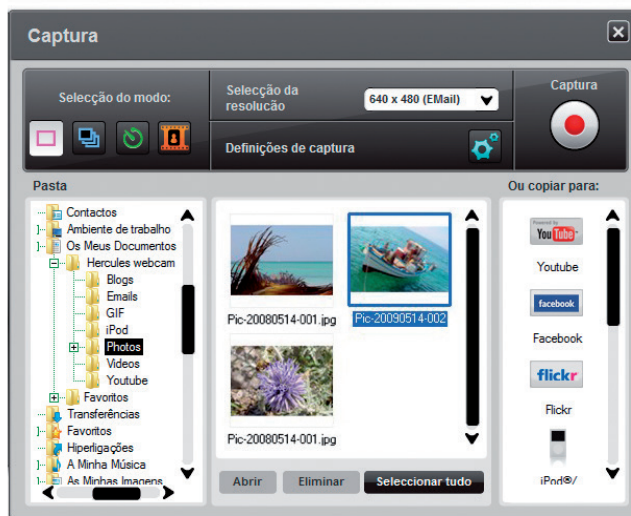 Captura
Selecção do modo:
Selecção da
resolucão
640 x 480 (EMail)
Definições de captura
Captura
Pasta
Contactos
Ambiente de trabalho
Os Meus Documentos
Hercules webcam
Blogs
Emails
GIF
iPod
Photos
Videos
Youtube
Favoritos
Transferências
Favoritos
Hiperligações
A Minha Música
As Minhas Imagens
Pic-20080514-001.jpg
Pic-20090514-002
Pic-20080514-001.jpg
Abrir
Eliminar
Seleccionar tudo
Ou copiar para:
Powered by
YouTube
Youtube
facebook
Facebook
flickr
Flickr
iPod®/